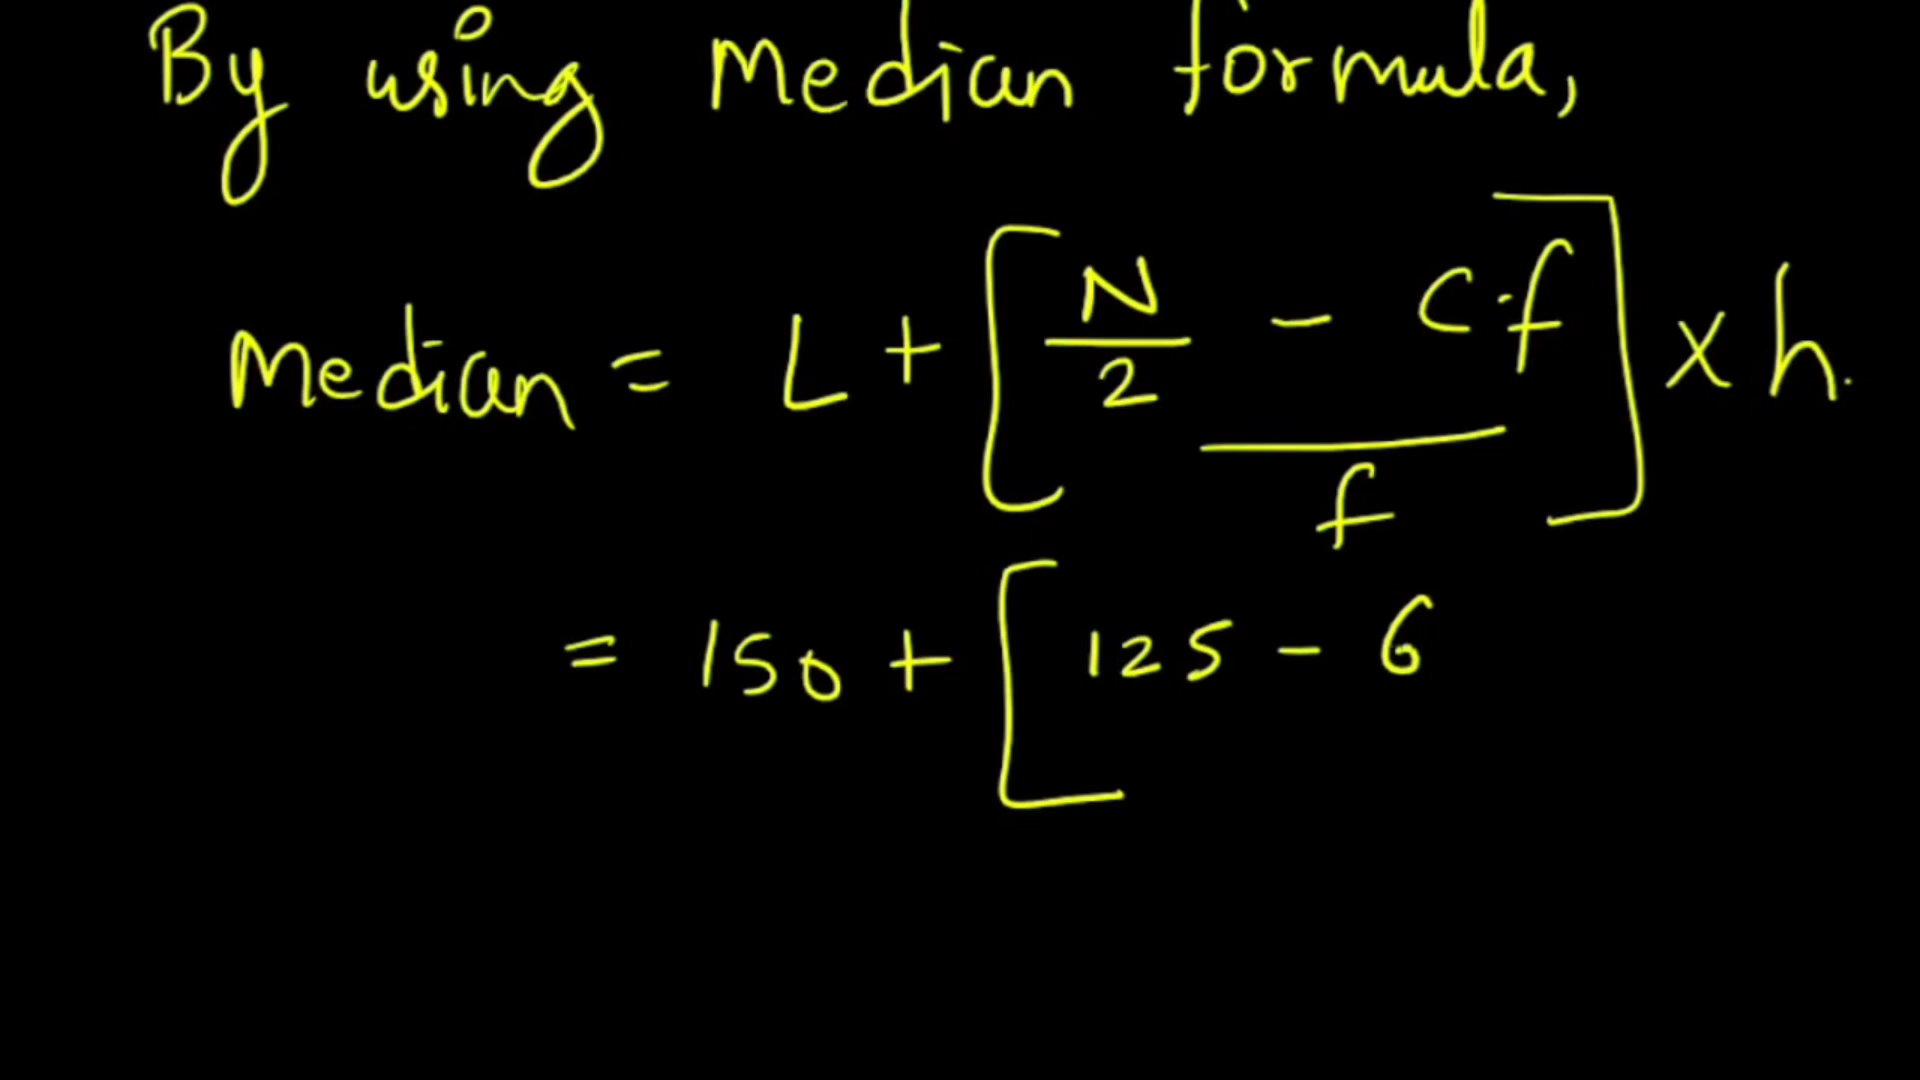 By using Median formula,
Median = L + [ N/2 - c.f / f ] x h.
= 150 + [ 125 - 6